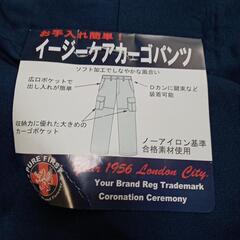 お手入れ簡単!
イージーケアカーゴパンツ
ソフト加工でしなやかな風合い
広口ポケットで
出し入れが簡単
Dカンに鍵束など
装着可能
収納力に優れた大きめの
カーゴポケット
ノーアイロン基準
合格素材使用
PURE FIRST
1956 London City.
Your Brand Reg Trademark
Coronation Ceremony